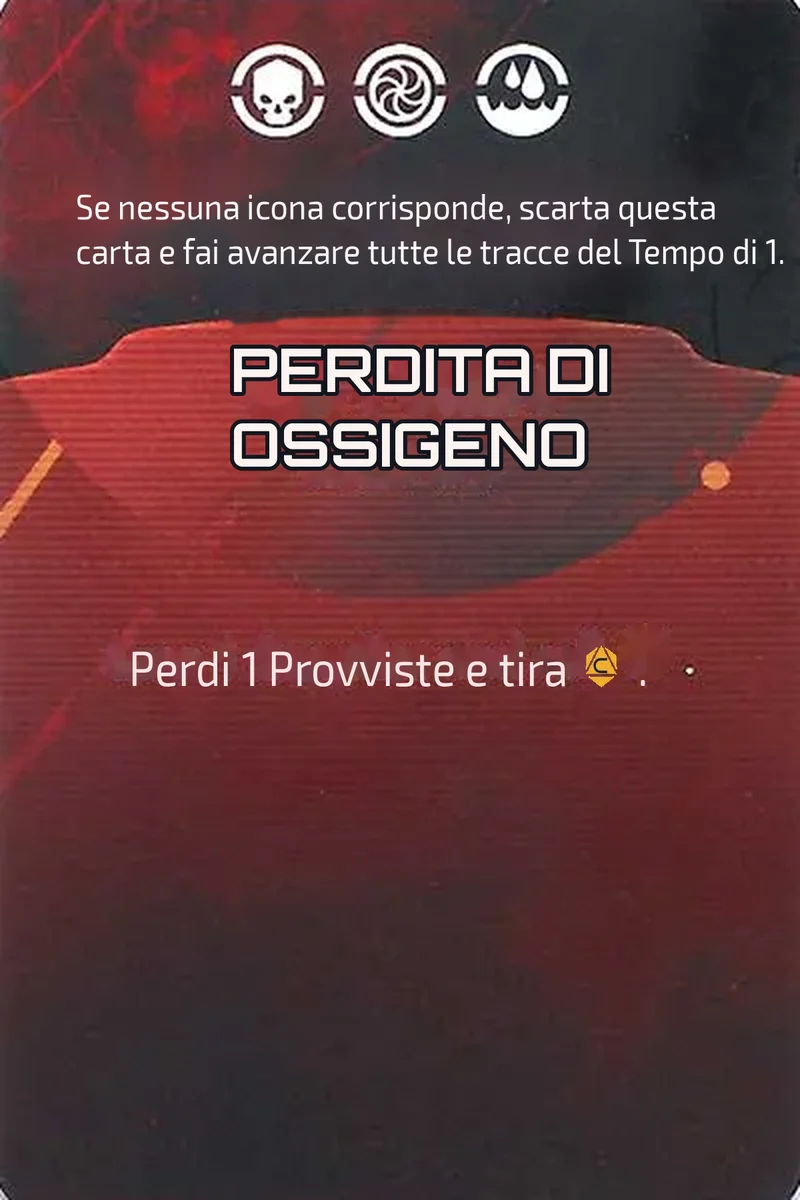 Se nessuna icona corrisponde, scarta questa
carta e fai avanzare tutte le tracce del Tempo di 1.
PERDITA DI
OSSIGENO
Perdi 1 Provviste e tira C .